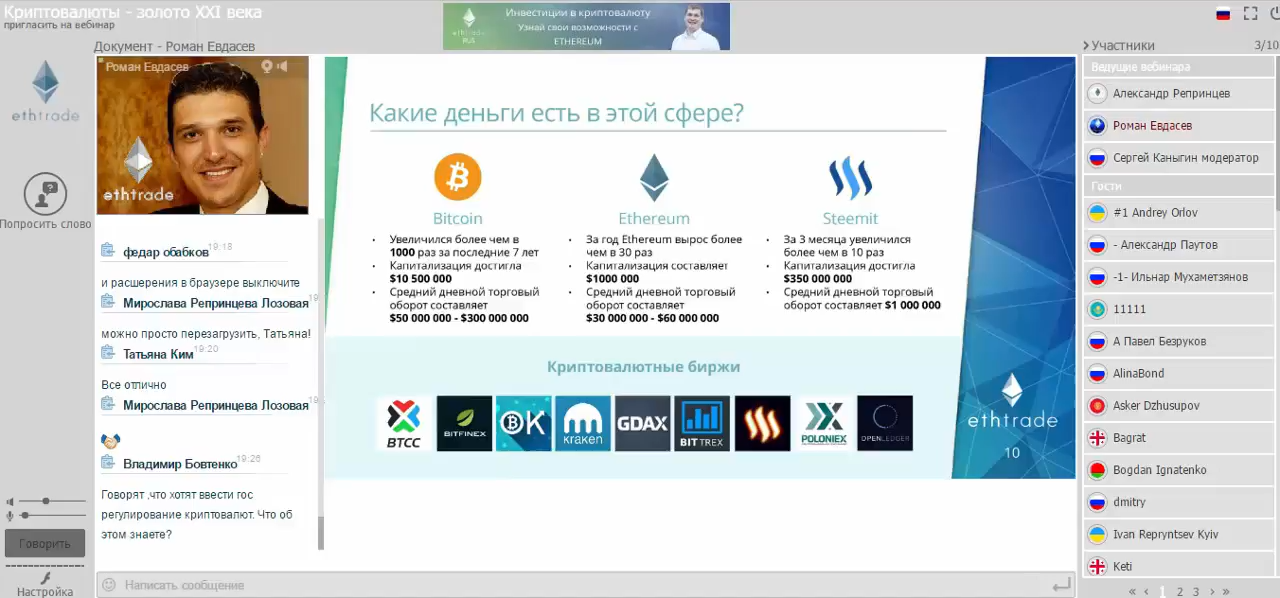 Криптовалюты - золото XXI века
пригласить на вебинар
Инвестиции в криптовалюту
Узнай свои возможности с
ETHEREUM
Документ - Роман Евдасев
Участники
3/10
ethtrade
Попросить слово
Говорить
Настройка
Роман Евдасев
ethtrade
федар обабков 19:18
и расшерения в браузере выключите
Мирослава Репринцева Лозовая 19
можно просто перезагрузить, Татьяна!
Татьяна Ким 19:20
Все отлично
Мирослава Репринцева Лозовая 19
Владимир Бовтенко 19:26
Говорят ,что хотят ввести гос
регулирование криптовалют. Что об
этом знаете?
Написать сообщение
Какие деньги есть в этой сфере?
Bitcoin
• Увеличился более чем в
1000 раз за последние 7 лет
• Капитализация достигла
$10 500 000
• Средний дневной торговый
оборот составляет
$50 000 000 - $300 000 000
Ethereum
• За год Ethereum вырос более
чем в 30 раз
• Капитализация составляет
$1000 000
• Средний дневной торговый
оборот составляет
$30 000 000 - $60 000 000
Steemit
• За 3 месяца увеличился
более чем в 10 раз
• Капитализация достигла
$350 000 000
• Средний дневной торговый
оборот составляет $1 000 000
Криптовалютные биржи
BTCC
BITFINEX
OK
kraken
GDAX
BITTREX
POLONIEX
OPENLEDGER
ethtrade
10
Ведущие вебинара
Александр Репринцев
Роман Евдасев
Сергей Каныгин модератор
Гости
#1 Andrey Orlov
- Александр Паутов
-1- Ильнар Мухаметзянов
11111
А Павел Безруков
AlinaBond
Asker Dzhusupov
Bagrat
Bogdan Ignatenko
dmitry
Ivan Repryntsev Kyiv
Keti
« ‹ 1 2 3 › »